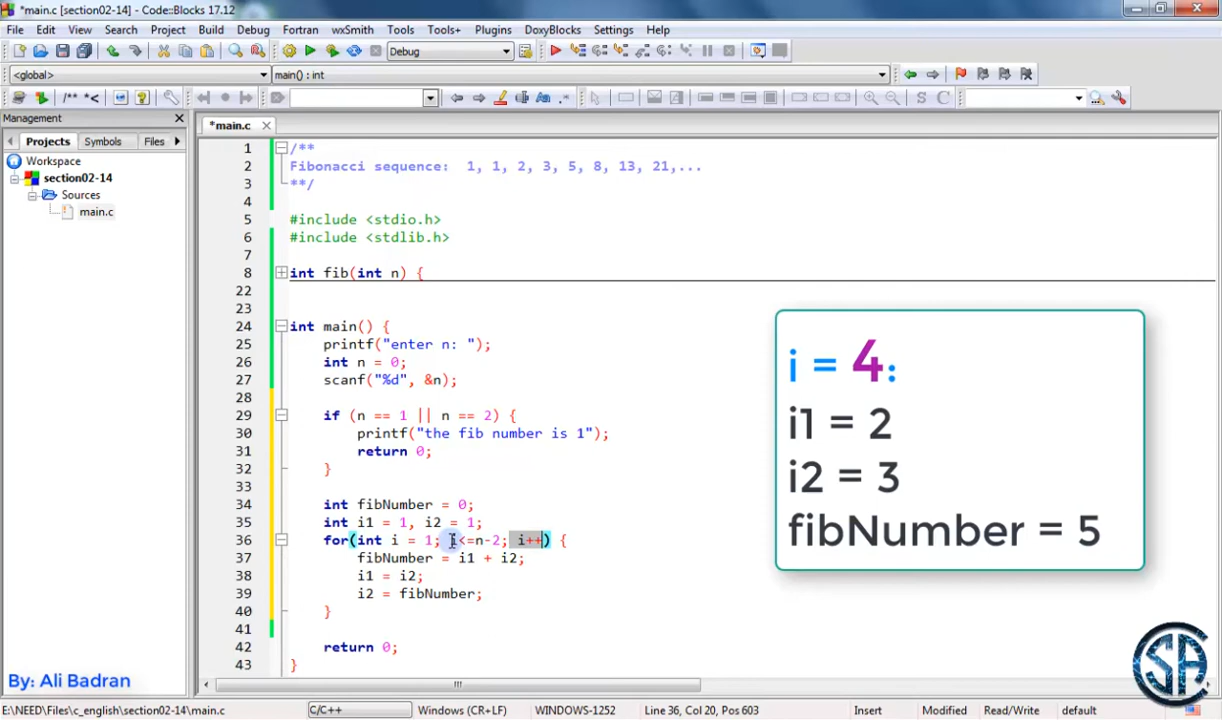 *main.c [section02-14] - Code::Blocks 17.12
File Edit View Search Project Build Debug Fortran wxSmith Tools Tools+ Plugins DoxyBlocks Settings Help
Debug
<global> main() : int
/** *<
Management
Projects Symbols Files
*main.c
Workspace
section02-14
Sources
main.c
1 /**
2 Fibonacci sequence: 1, 1, 2, 3, 5, 8, 13, 21,...
3 **/
4
5 #include <stdio.h>
6 #include <stdlib.h>
7
8 int fib(int n) {
22
23
24 int main() {
25 printf("enter n: ");
26 int n = 0;
27 scanf("%d", &n);
28
29 if (n == 1 || n == 2) {
30 printf("the fib number is 1");
31 return 0;
32 }
33
34 int fibNumber = 0;
35 int i1 = 1, i2 = 1;
36 for(int i = 1; i<=n-2; i++) {
37 fibNumber = i1 + i2;
38 i1 = i2;
39 i2 = fibNumber;
40 }
41
42 return 0;
43 }
i = 4:
i1 = 2
i2 = 3
fibNumber = 5
By: Ali Badran
E:\NEED\Files\c_english\section02-14\main.c C/C++ Windows (CR+LF) WINDOWS-1252 Line 36, Col 20, Pos 603 Insert Modified Read/Write default